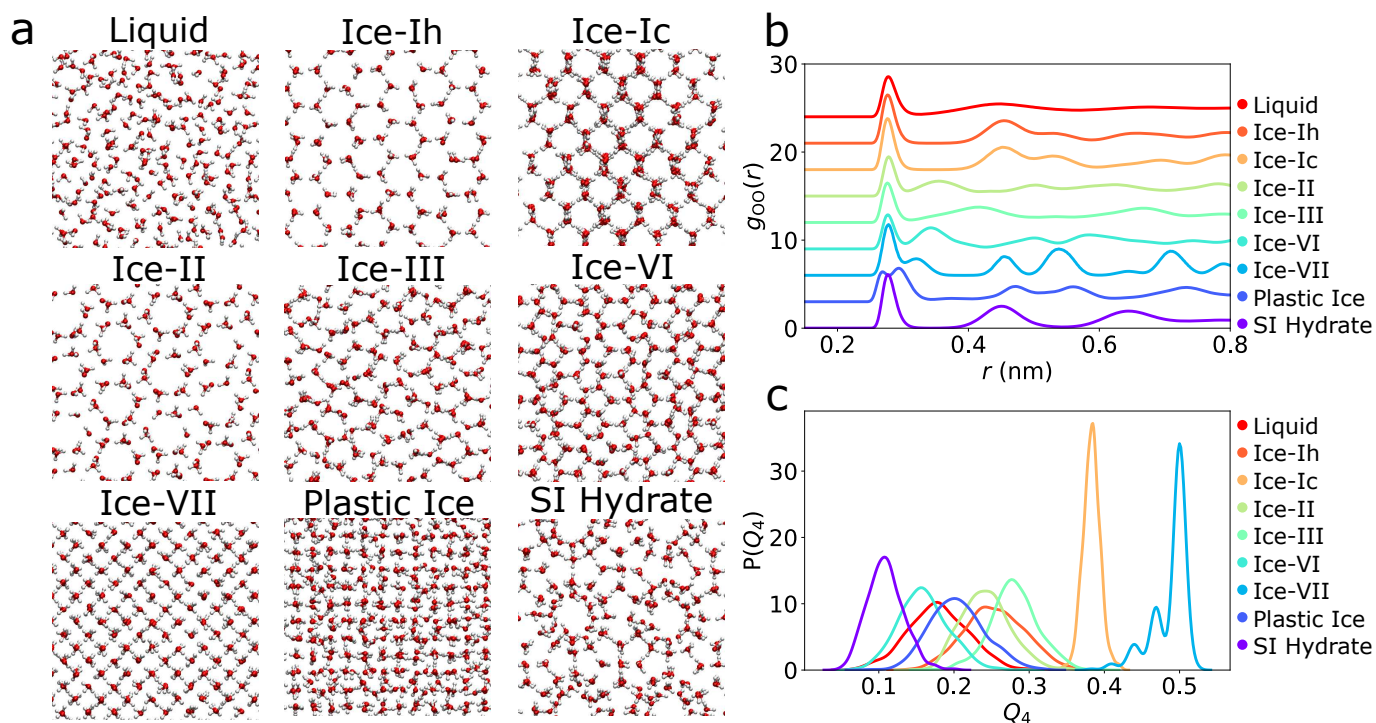 a
Liquid
Ice-Ih
Ice-Ic
Ice-II
Ice-III
Ice-VI
Ice-VII
Plastic Ice
SI Hydrate
b
30
20
10
0
g_OO(r)
0.2
0.4
0.6
0.8
r (nm)
Liquid
Ice-Ih
Ice-Ic
Ice-II
Ice-III
Ice-VI
Ice-VII
Plastic Ice
SI Hydrate
c
30
20
10
0
P(Q₄)
0.1
0.2
0.3
0.4
0.5
Q₄
Liquid
Ice-Ih
Ice-Ic
Ice-II
Ice-III
Ice-VI
Ice-VII
Plastic Ice
SI Hydrate